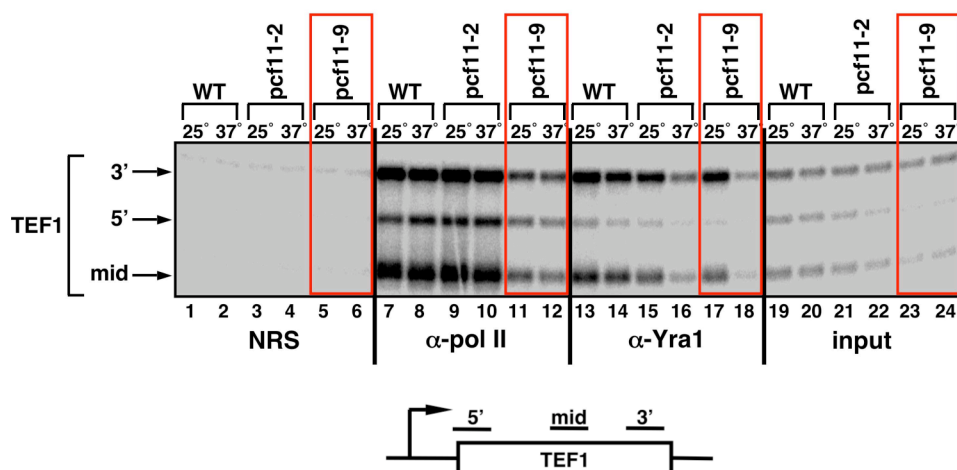 pcf11-2 pcf11-9 pcf11-2 pcf11-9 pcf11-2 pcf11-9 pcf11-2 pcf11-9
WT WT WT WT
25° 37° 25° 37° 25° 37° 25° 37° 25° 37° 25° 37° 25° 37° 25° 37° 25° 37° 25° 37° 25° 37° 25° 37°
3’
TEF1 5’
mid
1 2 3 4 5 6 7 8 9 10 11 12 13 14 15 16 17 18 19 20 21 22 23 24
NRS α-pol II α-Yra1 input
5’ mid 3’
TEF1